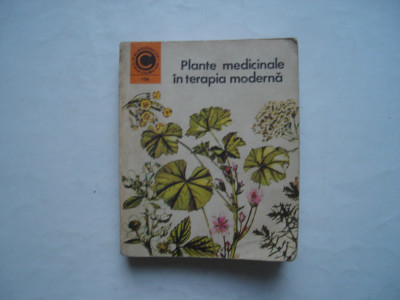 C
Plante medicinale
în terapia modernă